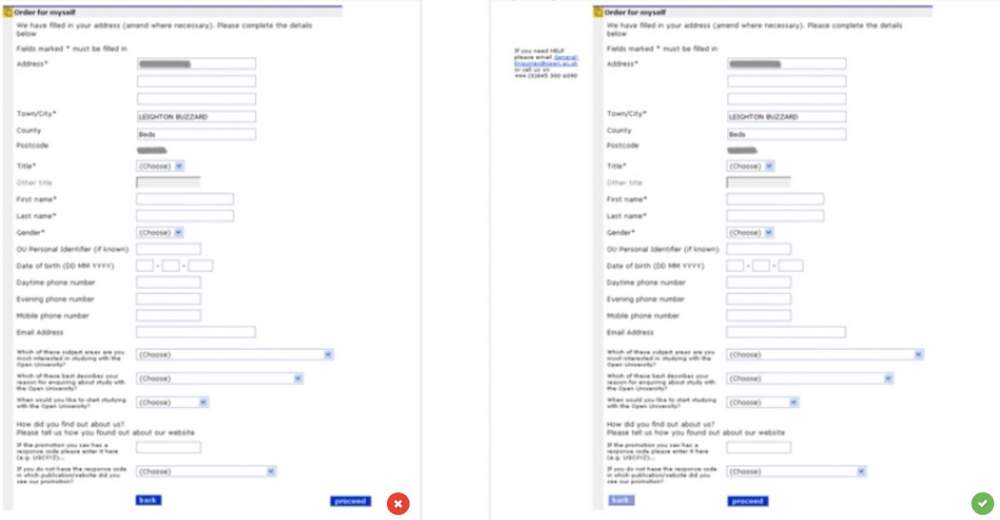 Order for myself
We have filled in your address (amend where necessary). Please complete the details
below
Fields marked * must be filled in
Address*
Town/City*
LEIGHTON BUZZARD
County
Beds
Postcode
Title*
(Choose)
Other title
First name*
Last name*
Gender*
(Choose)
OU Personal Identifier (if known)
Date of birth (DD MM YYYY)
- -
Daytime phone number
Evening phone number
Mobile phone number
Email Address
Which of these subject areas are you
most interested in studying with the
Open University?
(Choose)
Which of these best describes your
reason for enquiring about study with
the Open University?
(Choose)
When would you like to start studying
with the Open University?
(Choose)
How did you find out about us?
Please tell us how you found out about our website
If the promotion you saw has a
response code please enter it here
(e.g.
If you do not have the response code
in which publication/website did you
see our promotion?
(Choose)
back
proceed
If you need HELP
please email General-
Enquiries@open.ac.uk
or call us on
+44 (0)845 300 6090
Order for myself
We have filled in your address (amend where necessary). Please complete the details
below
Fields marked * must be filled in
Address*
Town/City*
LEIGHTON BUZZARD
County
Beds
Postcode
Title*
(Choose)
Other title
First name*
Last name*
Gender*
(Choose)
OU Personal Identifier (if known)
Date of birth (DD MM YYYY)
- -
Daytime phone number
Evening phone number
Mobile phone number
Email Address
Which of these subject areas are you
most interested in studying with the
Open University?
(Choose)
Which of these best describes your
reason for enquiring about study with
the Open University?
(Choose)
When would you like to start studying
with the Open University?
(Choose)
How did you find out about us?
Please tell us how you found out about our website
If the promotion you saw has a
response code please enter it here
(e.g.
If you do not have the response code
in which publication/website did you
see our promotion?
(Choose)
back
proceed